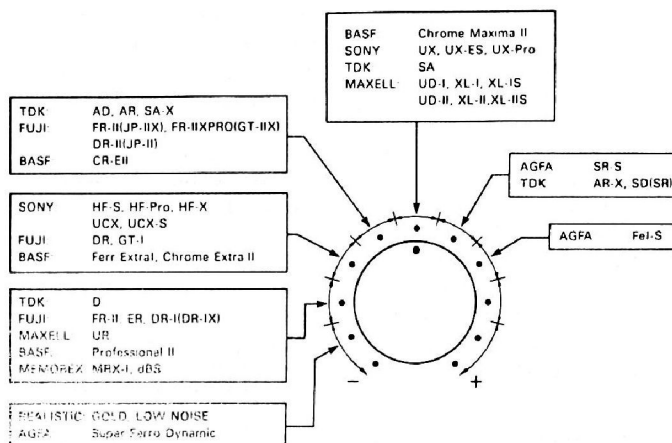 BASF Chrome Maxima II
SONY UX, UX-ES, UX-Pro
TDK SA
MAXELL: UD-I, XL-I, XL-IS
UD-II, XL-II, XL-IIS
TDK: AD, AR, SA-X
FUJI: FR-II(JP-IIX), FR-IIXPRO(GT-IIX)
DR-II(JP-II)
BASF CR-EII
AGFA SR-S
TDK AR-X, SD(SR)
SONY HF-S, HF-Pro, HF-X
UCX, UCX-S
FUJI: DR, GT-I
BASF Ferr ExtraI, Chrome Extra II
AGFA FeI-S
TDK D
FUJI: FR-II, ER, DR-I(DR-IX)
MAXELL UR
BASF: Professional II
MEMOREX: MRX-I, dBS
REALISTIC: GOLD, LOW NOISE
AGFA Super Ferro Dynamic
− +